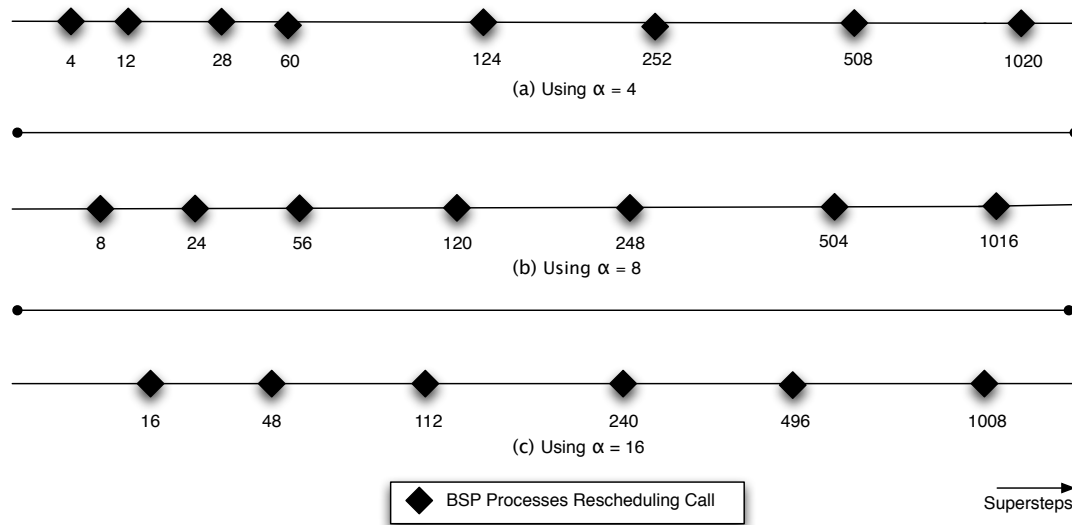 4 12 28 60 124 252 508 1020
(a) Using α = 4
8 24 56 120 248 504 1016
(b) Using α = 8
16 48 112 240 496 1008
(c) Using α = 16
BSP Processes Rescheduling Call
Supersteps